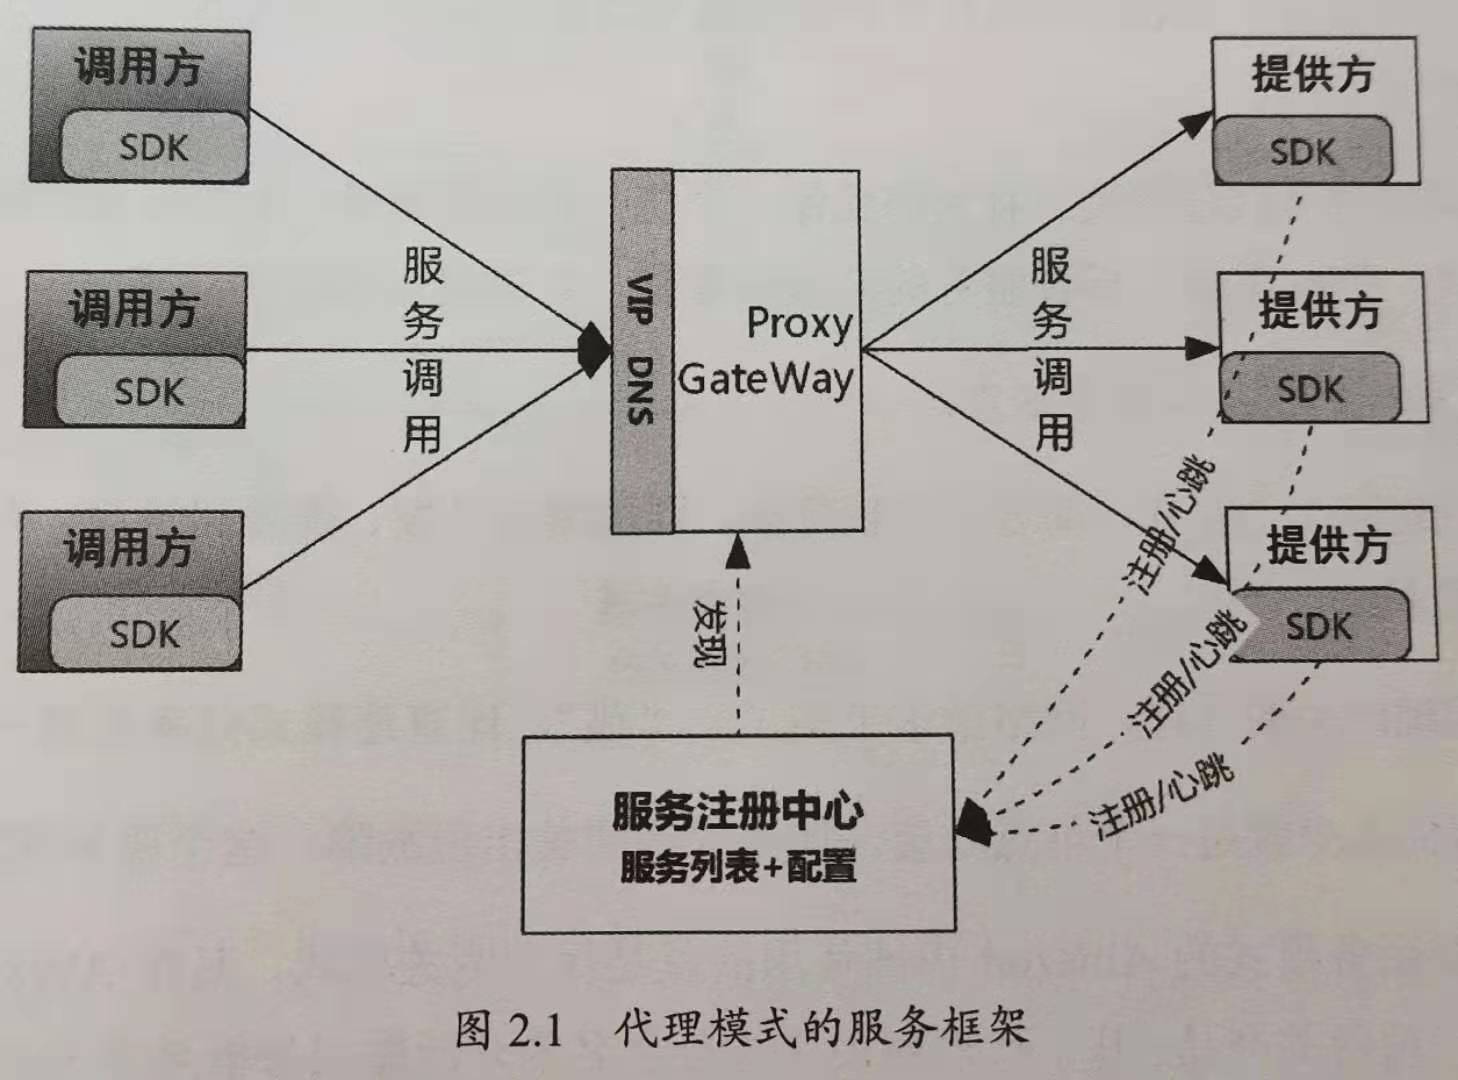 调用方
SDK
调用方
SDK
调用方
SDK
服务调用
VIP DNS
Proxy
GateWay
服务调用
提供方
SDK
提供方
SDK
提供方
SDK
注册/心跳
注册/心跳
注册/心跳
发现
服务注册中心
服务列表+配置
图 2.1 代理模式的服务框架